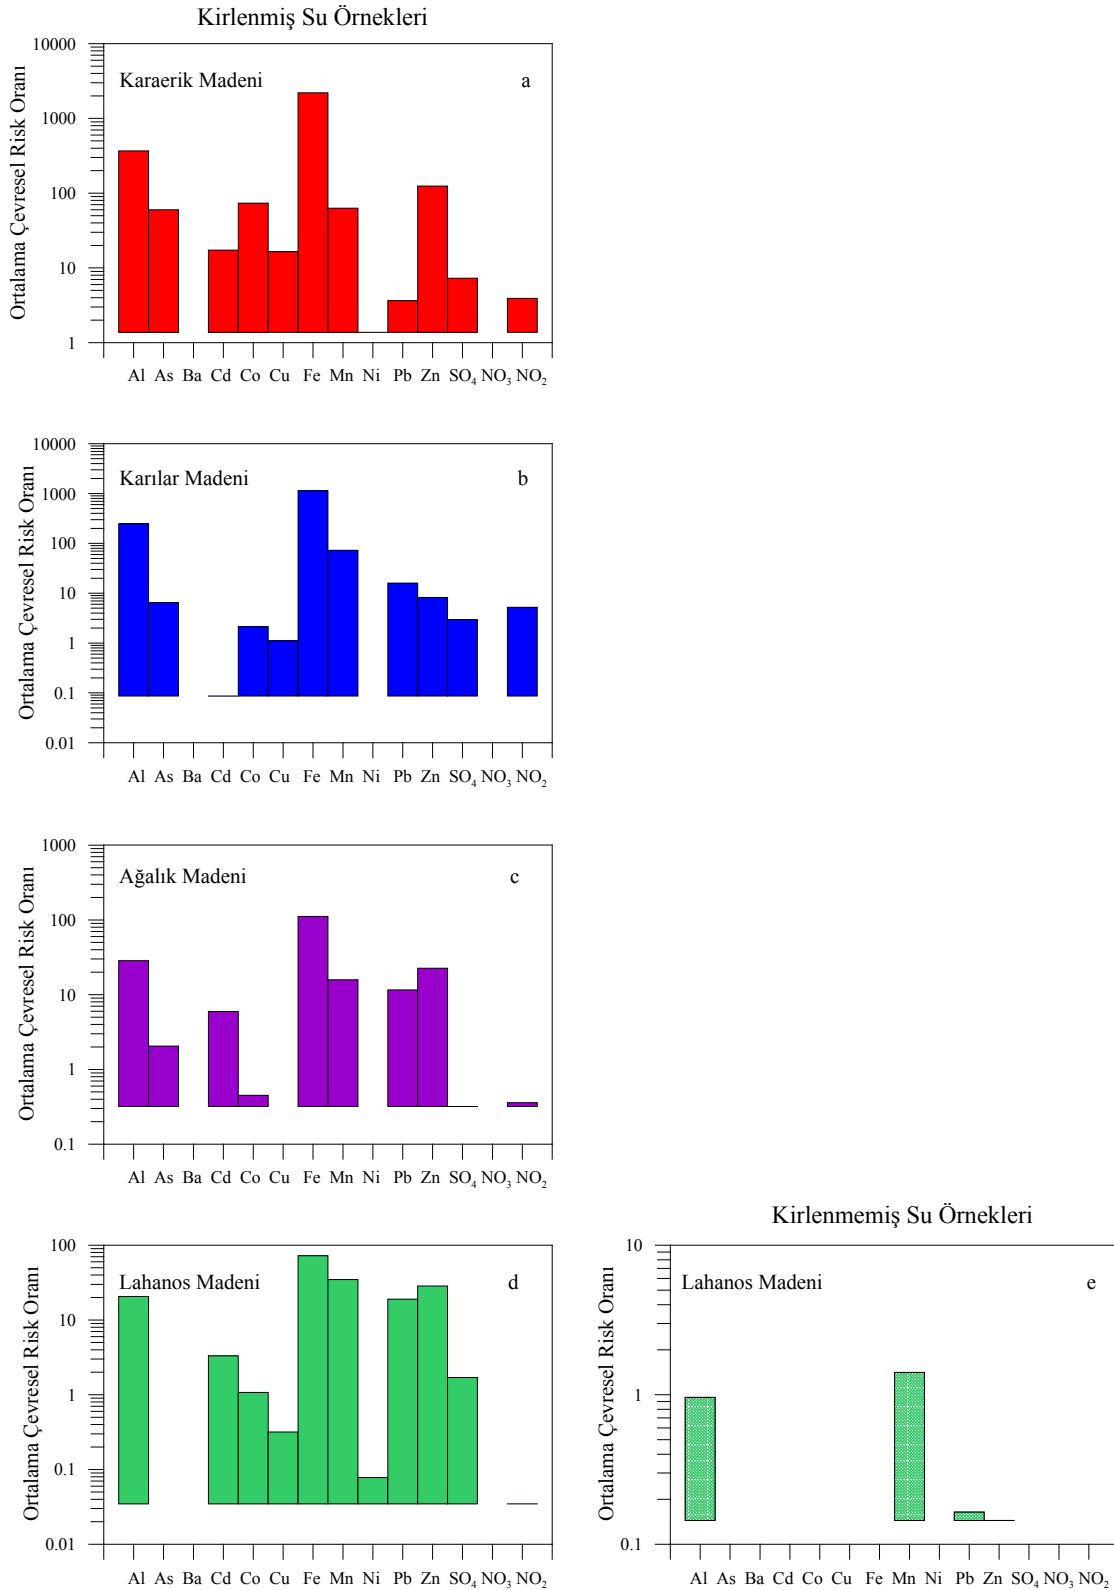 Kirlenmiş Su Örnekleri
Ortalama Çevresel Risk Oranı
10000
1000
100
10
1
Karaerik Madeni a
Al As Ba Cd Co Cu Fe Mn Ni Pb Zn SO₄ NO₃ NO₂
Ortalama Çevresel Risk Oranı
10000
1000
100
10
1
0.1
0.01
Karılar Madeni b
Al As Ba Cd Co Cu Fe Mn Ni Pb Zn SO₄ NO₃ NO₂
Ortalama Çevresel Risk Oranı
1000
100
10
1
0.1
Ağalık Madeni c
Al As Ba Cd Co Cu Fe Mn Ni Pb Zn SO₄ NO₃ NO₂
Ortalama Çevresel Risk Oranı
100
10
1
0.1
0.01
Lahanos Madeni d
Al As Ba Cd Co Cu Fe Mn Ni Pb Zn SO₄ NO₃ NO₂
Kirlenmemiş Su Örnekleri
Ortalama Çevresel Risk Oranı
10
1
0.1
Lahanos Madeni e
Al As Ba Cd Co Cu Fe Mn Ni Pb Zn SO₄ NO₃ NO₂